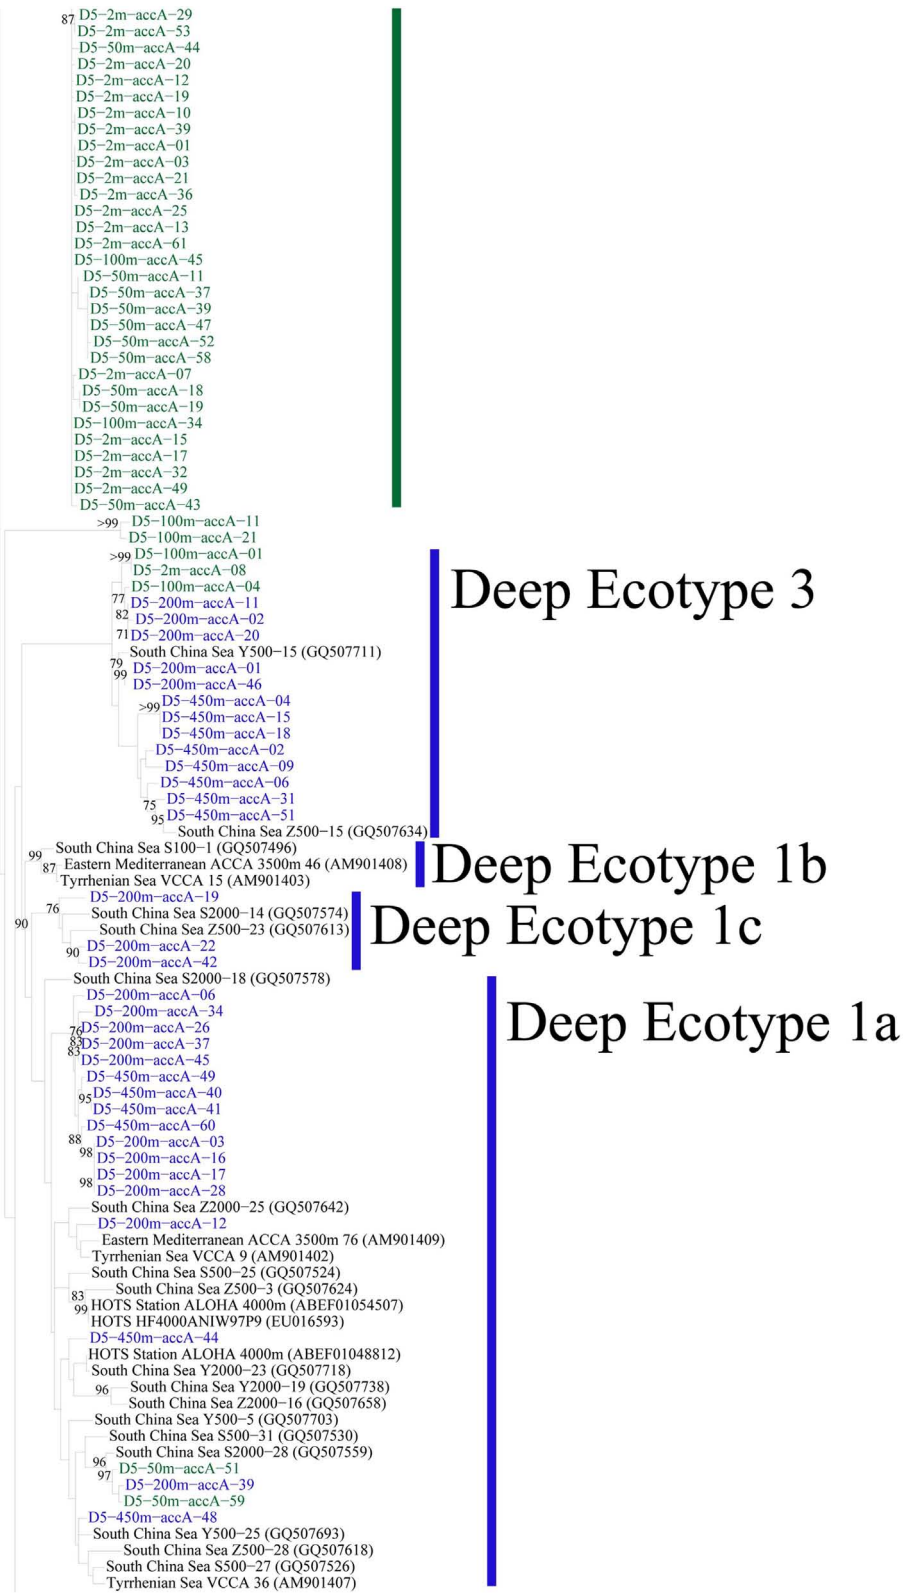 87
D5−2m−accA−29
D5−2m−accA−53
D5−50m−accA−44
D5−2m−accA−20
D5−2m−accA−12
D5−2m−accA−19
D5−2m−accA−10
D5−2m−accA−39
D5−2m−accA−01
D5−2m−accA−03
D5−2m−accA−21
D5−2m−accA−36
D5−2m−accA−25
D5−2m−accA−13
D5−2m−accA−61
D5−100m−accA−45
D5−50m−accA−11
D5−50m−accA−37
D5−50m−accA−39
D5−50m−accA−47
D5−50m−accA−52
D5−50m−accA−58
D5−2m−accA−07
D5−50m−accA−18
D5−50m−accA−19
D5−100m−accA−34
D5−2m−accA−15
D5−2m−accA−17
D5−2m−accA−32
D5−2m−accA−49
D5−50m−accA−43
>99
D5−100m−accA−11
D5−100m−accA−21
>99
D5−100m−accA−01
D5−2m−accA−08
D5−100m−accA−04
Deep Ecotype 3
77
D5−200m−accA−11
82
D5−200m−accA−02
71
D5−200m−accA−20
South China Sea Y500−15 (GQ507711)
79
D5−200m−accA−01
99
D5−200m−accA−46
D5−450m−accA−04
>99
D5−450m−accA−15
D5−450m−accA−18
D5−450m−accA−02
D5−450m−accA−09
D5−450m−accA−06
75
D5−450m−accA−31
95
D5−450m−accA−51
South China Sea Z500−15 (GQ507634)
99
South China Sea S100−1 (GQ507496)
87
Eastern Mediterranean ACCA 3500m 46 (AM901408)
Deep Ecotype 1b
Tyrrhenian Sea VCCA 15 (AM901403)
D5−200m−accA−19
76
South China Sea S2000−14 (GQ507574)
90
South China Sea Z500−23 (GQ507613)
Deep Ecotype 1c
90
D5−200m−accA−22
D5−200m−accA−42
South China Sea S2000−18 (GQ507578)
D5−200m−accA−06
D5−200m−accA−34
Deep Ecotype 1a
76
D5−200m−accA−26
83
D5−200m−accA−37
83
D5−200m−accA−45
D5−450m−accA−49
95
D5−450m−accA−40
D5−450m−accA−41
D5−450m−accA−60
88
D5−200m−accA−03
98
D5−200m−accA−16
D5−200m−accA−17
98
D5−200m−accA−28
South China Sea Z2000−25 (GQ507642)
D5−200m−accA−12
Eastern Mediterranean ACCA 3500m 76 (AM901409)
Tyrrhenian Sea VCCA 9 (AM901402)
South China Sea S500−25 (GQ507524)
South China Sea Z500−3 (GQ507624)
83
HOTS Station ALOHA 4000m (ABEF01054507)
99
HOTS HF4000ANIW97P9 (EU016593)
D5−450m−accA−44
HOTS Station ALOHA 4000m (ABEF01048812)
South China Sea Y2000−23 (GQ507718)
96
South China Sea Y2000−19 (GQ507738)
South China Sea Z2000−16 (GQ507658)
South China Sea Y500−5 (GQ507703)
South China Sea S500−31 (GQ507530)
South China Sea S2000−28 (GQ507559)
96
D5−50m−accA−51
97
D5−200m−accA−39
D5−50m−accA−59
D5−450m−accA−48
South China Sea Y500−25 (GQ507693)
South China Sea Z500−28 (GQ507618)
South China Sea S500−27 (GQ507526)
Tyrrhenian Sea VCCA 36 (AM901407)